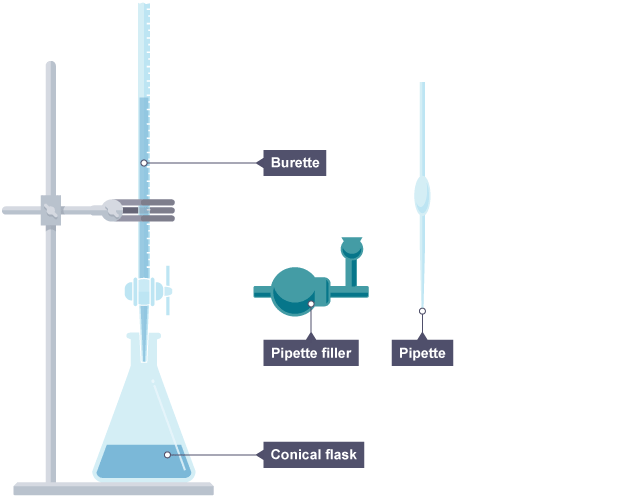 Burette
Pipette filler
Pipette
Conical flask